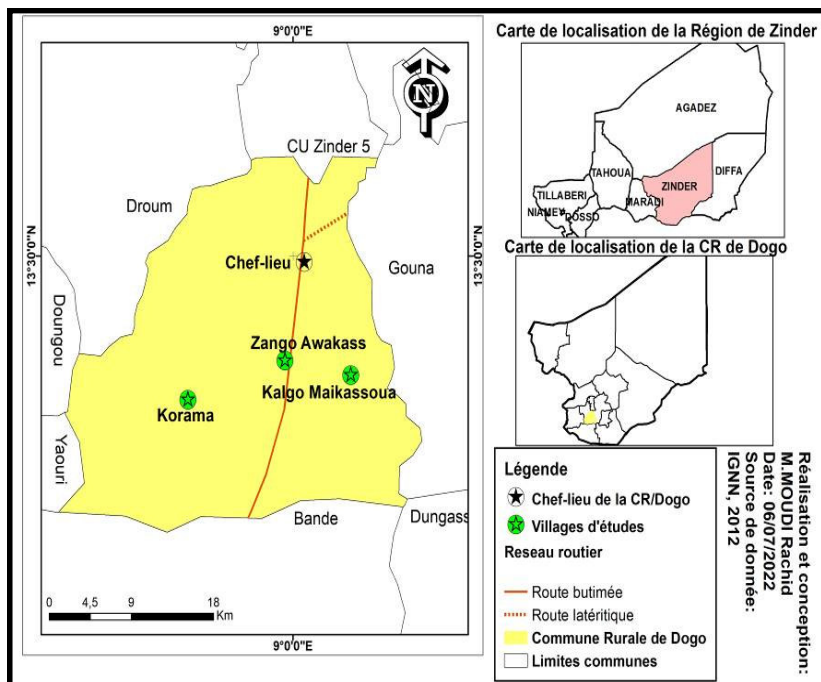 9°0'0"E
N
CU Zinder 5
Droum
13°30'0"N
Chef-lieu
Gouna
13°30'0"N
Doungou
Zango Awakass
Kalgo Maikassoua
Korama
Yaouri
Bande
Dungass
0 4,5 9 18
Km
9°0'0"E
Carte de localisation de la Région de Zinder
AGADEZ
TAHOUA
DIFFA
ZINDER
TILLABERI
MARADI
NIAMEY
DOSSO
Carte de localisation de la CR de Dogo
Légende
Chef-lieu de la CR/Dogo
Villages d'études
Reseau routier
Route butimée
Route latéritique
Commune Rurale de Dogo
Limites communes
Réalisation et conception:
M.MOUDI Rachid
Date: 06/07/2022
Source de donnée:
IGNN, 2012